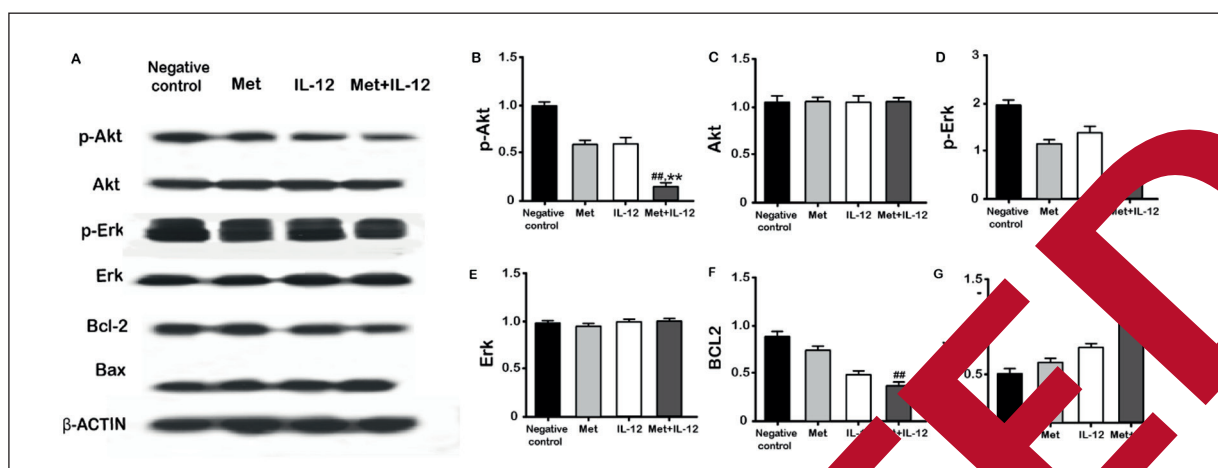 A
Negative control
Met
IL-12
Met+IL-12
p-Akt
Akt
p-Erk
Erk
Bcl-2
Bax
β-ACTIN
B
p-Akt
1.5
1.0
0.5
0
##,**
Negative control
Met
IL-12
Met+IL-12
C
Akt
1.5
1.0
0.5
0
Negative control
Met
IL-12
Met+IL-12
D
p-Erk
3
2
1
0
Negative control
Met
IL-12
E
Erk
1.5
1.0
0.5
0
Negative control
Met
IL-12
Met+IL-12
F
BCL2
1.5
1.0
0.5
0
##
Negative control
Met
G
1.5
0.5
Met
IL-12